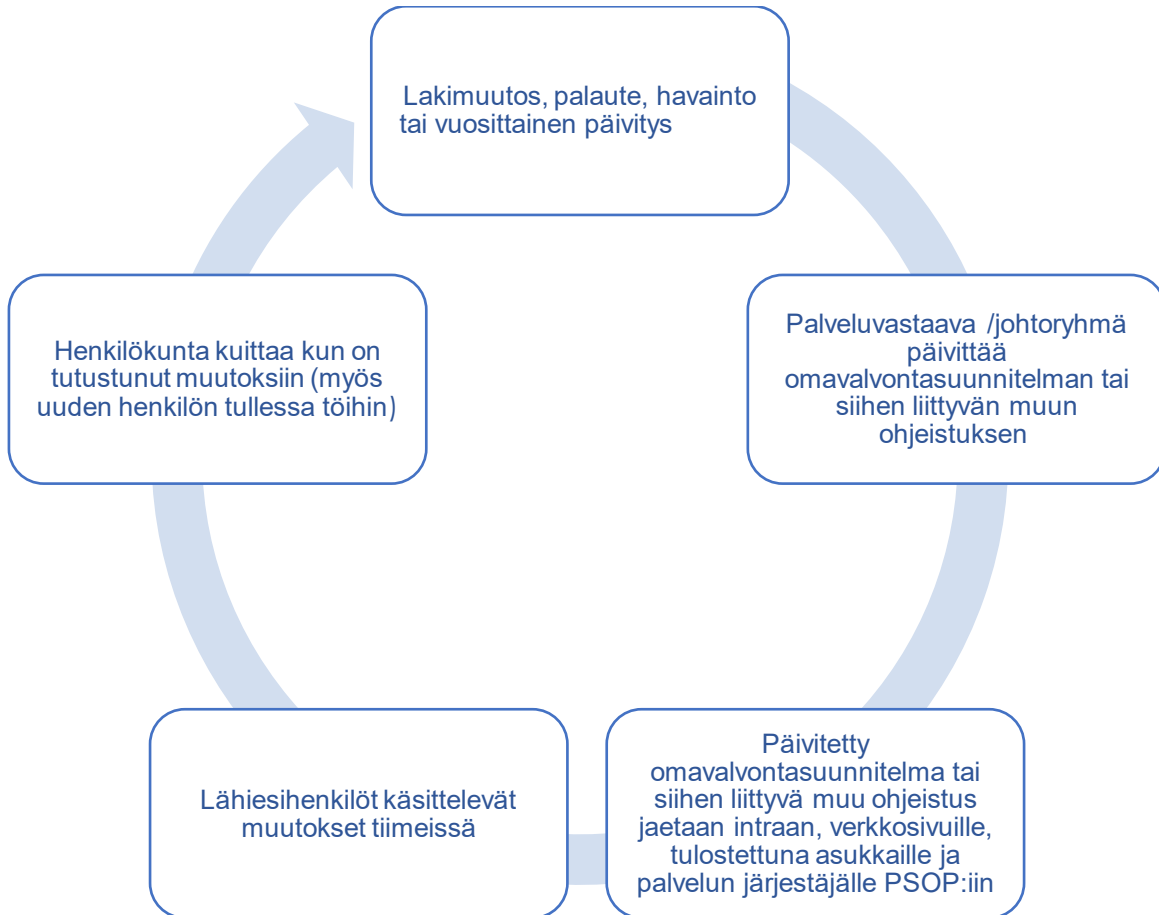 Lakimuutos, palaute, havainto
tai vuosittainen päivitys
Palveluvastaava /johtoryhmä
päivittää
omavalvontasuunnitelman tai
siihen liittyvän muun
ohjeistuksen
Päivitetty
omavalvontasuunnitelma tai
siihen liittyvä muu ohjeistus
jaetaan intraan, verkkosivuille,
tulostettuna asukkaille ja
palvelun järjestäjälle PSOP:iin
Lähiesihenkilöt käsittelevät
muutokset tiimeissä
Henkilökunta kuittaa kun on
tutustunut muutoksiin (myös
uuden henkilön tullessa töihin)